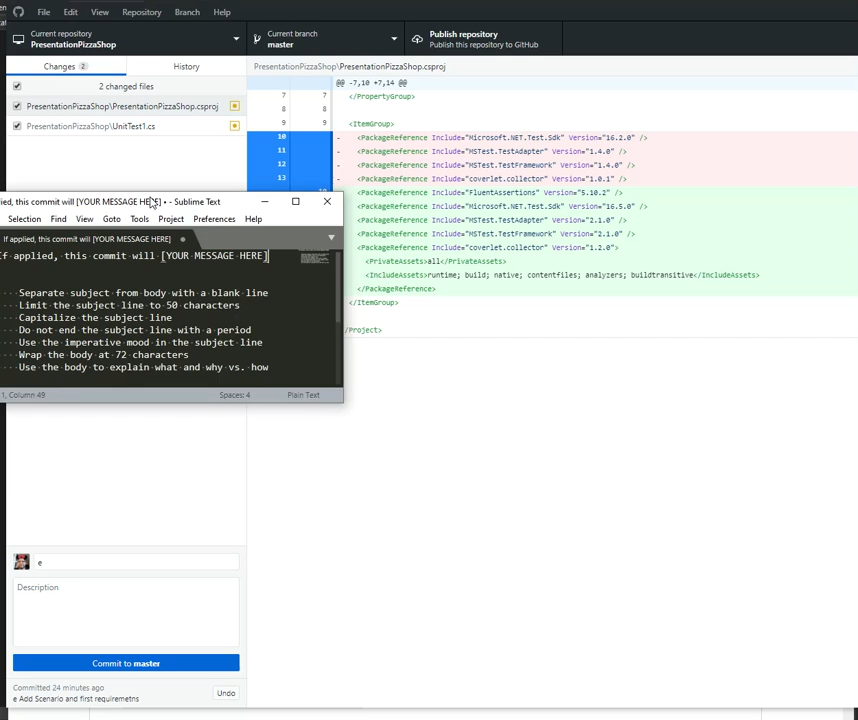 File Edit View Repository Branch Help
Current repository
PresentationPizzaShop
Current branch
master
Publish repository
Publish this repository to GitHub
Changes 2
History
PresentationPizzaShop\PresentationPizzaShop.csproj
2 changed files
PresentationPizzaShop\PresentationPizzaShop.csproj
PresentationPizzaShop\UnitTest1.cs
@@ -7,10 +7,14 @@
7 7 </PropertyGroup>
8 8
9 9 <ItemGroup>
10 - <PackageReference Include="Microsoft.NET.Test.Sdk" Version="16.2.0" />
11 - <PackageReference Include="MSTest.TestAdapter" Version="1.4.0" />
12 - <PackageReference Include="MSTest.TestFramework" Version="1.4.0" />
13 - <PackageReference Include="coverlet.collector" Version="1.0.1" />
<PackageReference Include="FluentAssertions" Version="5.10.2" />
<PackageReference Include="Microsoft.NET.Test.Sdk" Version="16.5.0" />
<PackageReference Include="MSTest.TestAdapter" Version="2.1.0" />
<PackageReference Include="MSTest.TestFramework" Version="2.1.0" />
<PackageReference Include="coverlet.collector" Version="1.2.0">
<PrivateAssets>all</PrivateAssets>
<IncludeAssets>runtime; build; native; contentfiles; analyzers; buildtransitive</IncludeAssets>
</PackageReference>
</ItemGroup>
/Project>
lied, this commit will [YOUR MESSAGE HERE] • - Sublime Text
Selection Find View Goto Tools Project Preferences Help
If applied, this commit will [YOUR MESSAGE HERE]
If applied, this commit will [YOUR MESSAGE HERE]
Separate subject from body with a blank line
Limit the subject line to 50 characters
Capitalize the subject line
Do not end the subject line with a period
Use the imperative mood in the subject line
Wrap the body at 72 characters
Use the body to explain what and why vs. how
1, Column 49
Spaces: 4
Plain Text
e
Description
Commit to master
Committed 24 minutes ago
e Add Scenario and first requiremetns
Undo